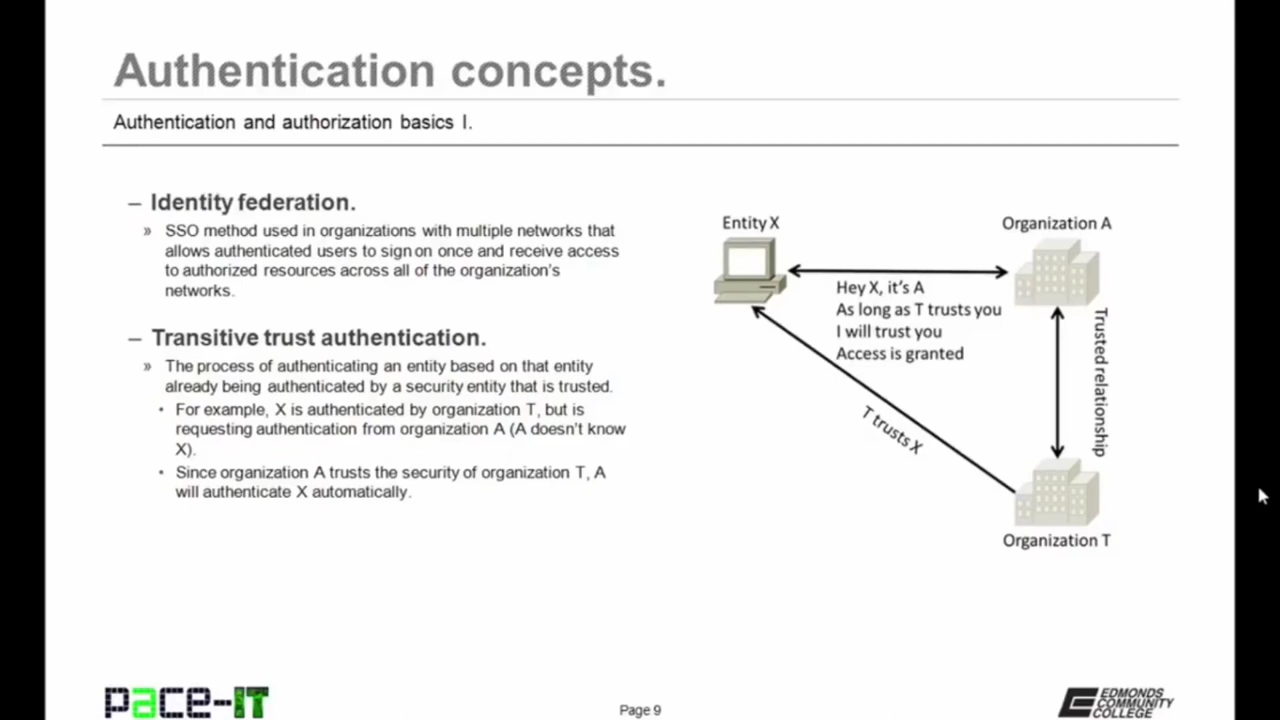 Authentication concepts.
Authentication and authorization basics I.
– Identity federation.
» SSO method used in organizations with multiple networks that
allows authenticated users to sign on once and receive access
to authorized resources across all of the organization's
networks.
– Transitive trust authentication.
» The process of authenticating an entity based on that entity
already being authenticated by a security entity that is trusted.
• For example, X is authenticated by organization T, but is
requesting authentication from organization A (A doesn't know
X).
• Since organization A trusts the security of organization T, A
will authenticate X automatically.
Entity X
Organization A
Hey X, it's A
As long as T trusts you
I will trust you
Access is granted
Trusted relationship
T trusts X
Organization T
pace-IT
Page 9
EDMONDS
COMMUNITY
COLLEGE